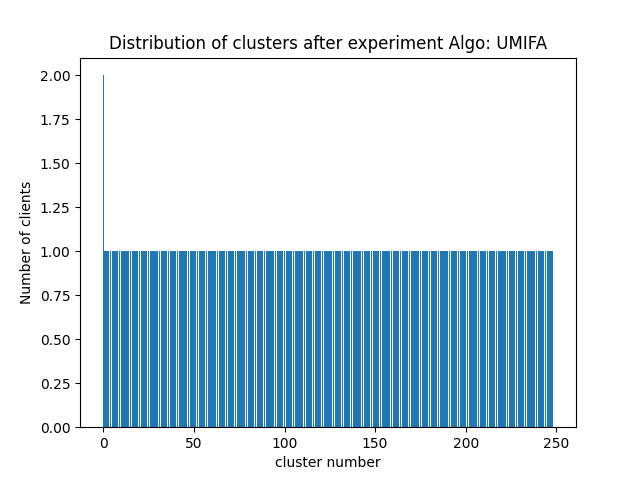 Distribution of clusters after experiment Algo: UMIFA
2.00
1.75
1.50
1.25
1.00
0.75
0.50
0.25
0.00
Number of clients
0 50 100 150 200 250
cluster number